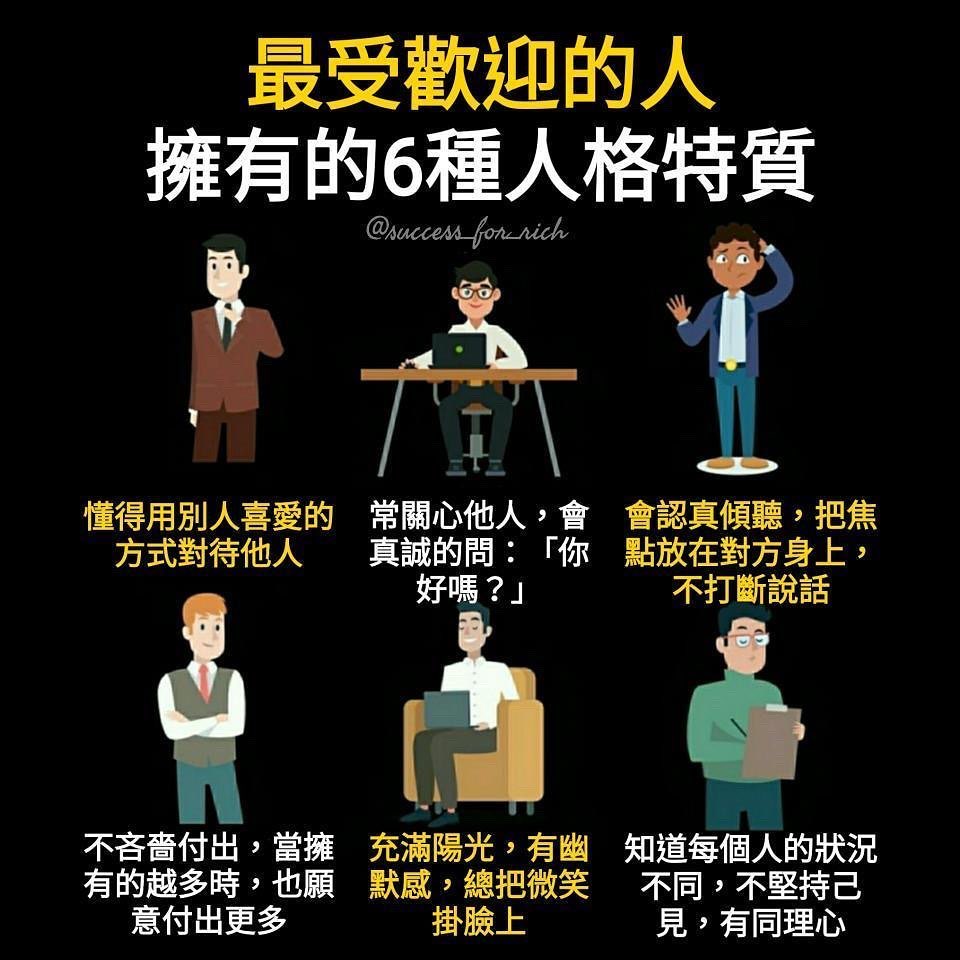 最受歡迎的人
擁有的6種人格特質
@success_for_rich
懂得用別人喜愛的
方式對待他人
常關心他人，會
真誠的問：「你
好嗎？」
會認真傾聽，把焦
點放在對方身上，
不打斷說話
不吝嗇付出，當擁
有的越多時，也願
意付出更多
充滿陽光，有幽
默感，總把微笑
掛臉上
知道每個人的狀況
不同，不堅持己
見，有同理心